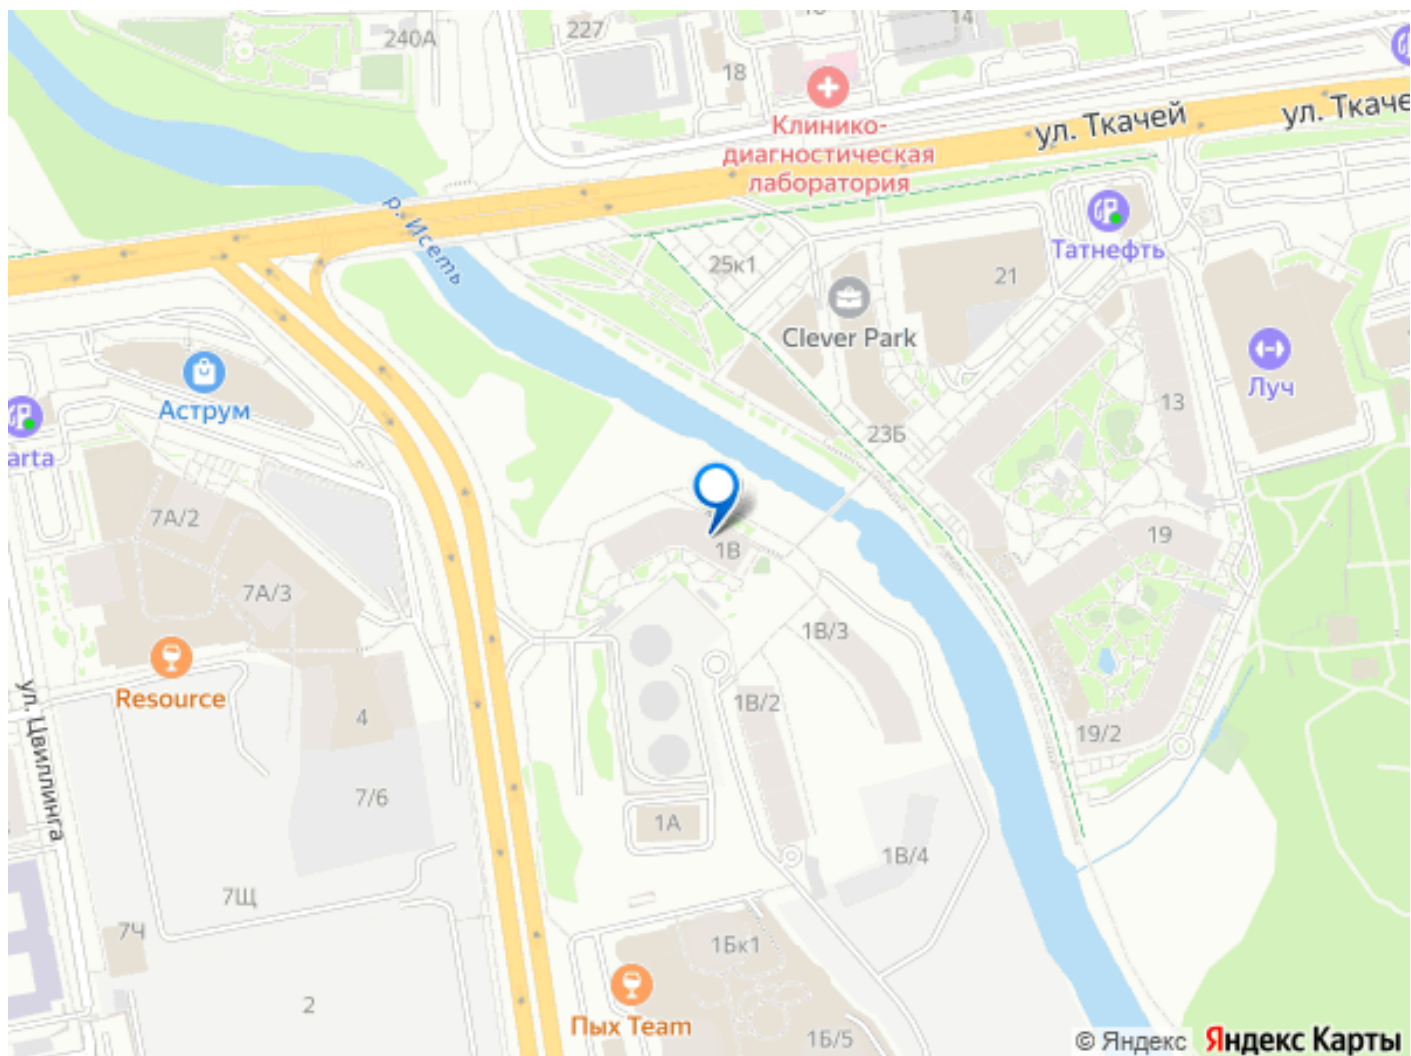 240А
227
14
18
Клинико-
диагностическая
лаборатория
ул. Ткачей
ул. Ткаче
р. Исеть
Татнефть
25к1
21
Clever Park
Аструм
Луч
13
arta
23Б
7А/2
19
1В
7А/3
1В/3
Resource
1В/2
4
19/2
ул. Цвиллинга
7/6
1А
1В/4
7Щ
7Ч
1Бк1
2
Пых Team
1Б/5
© Яндекс Яндекс Карты